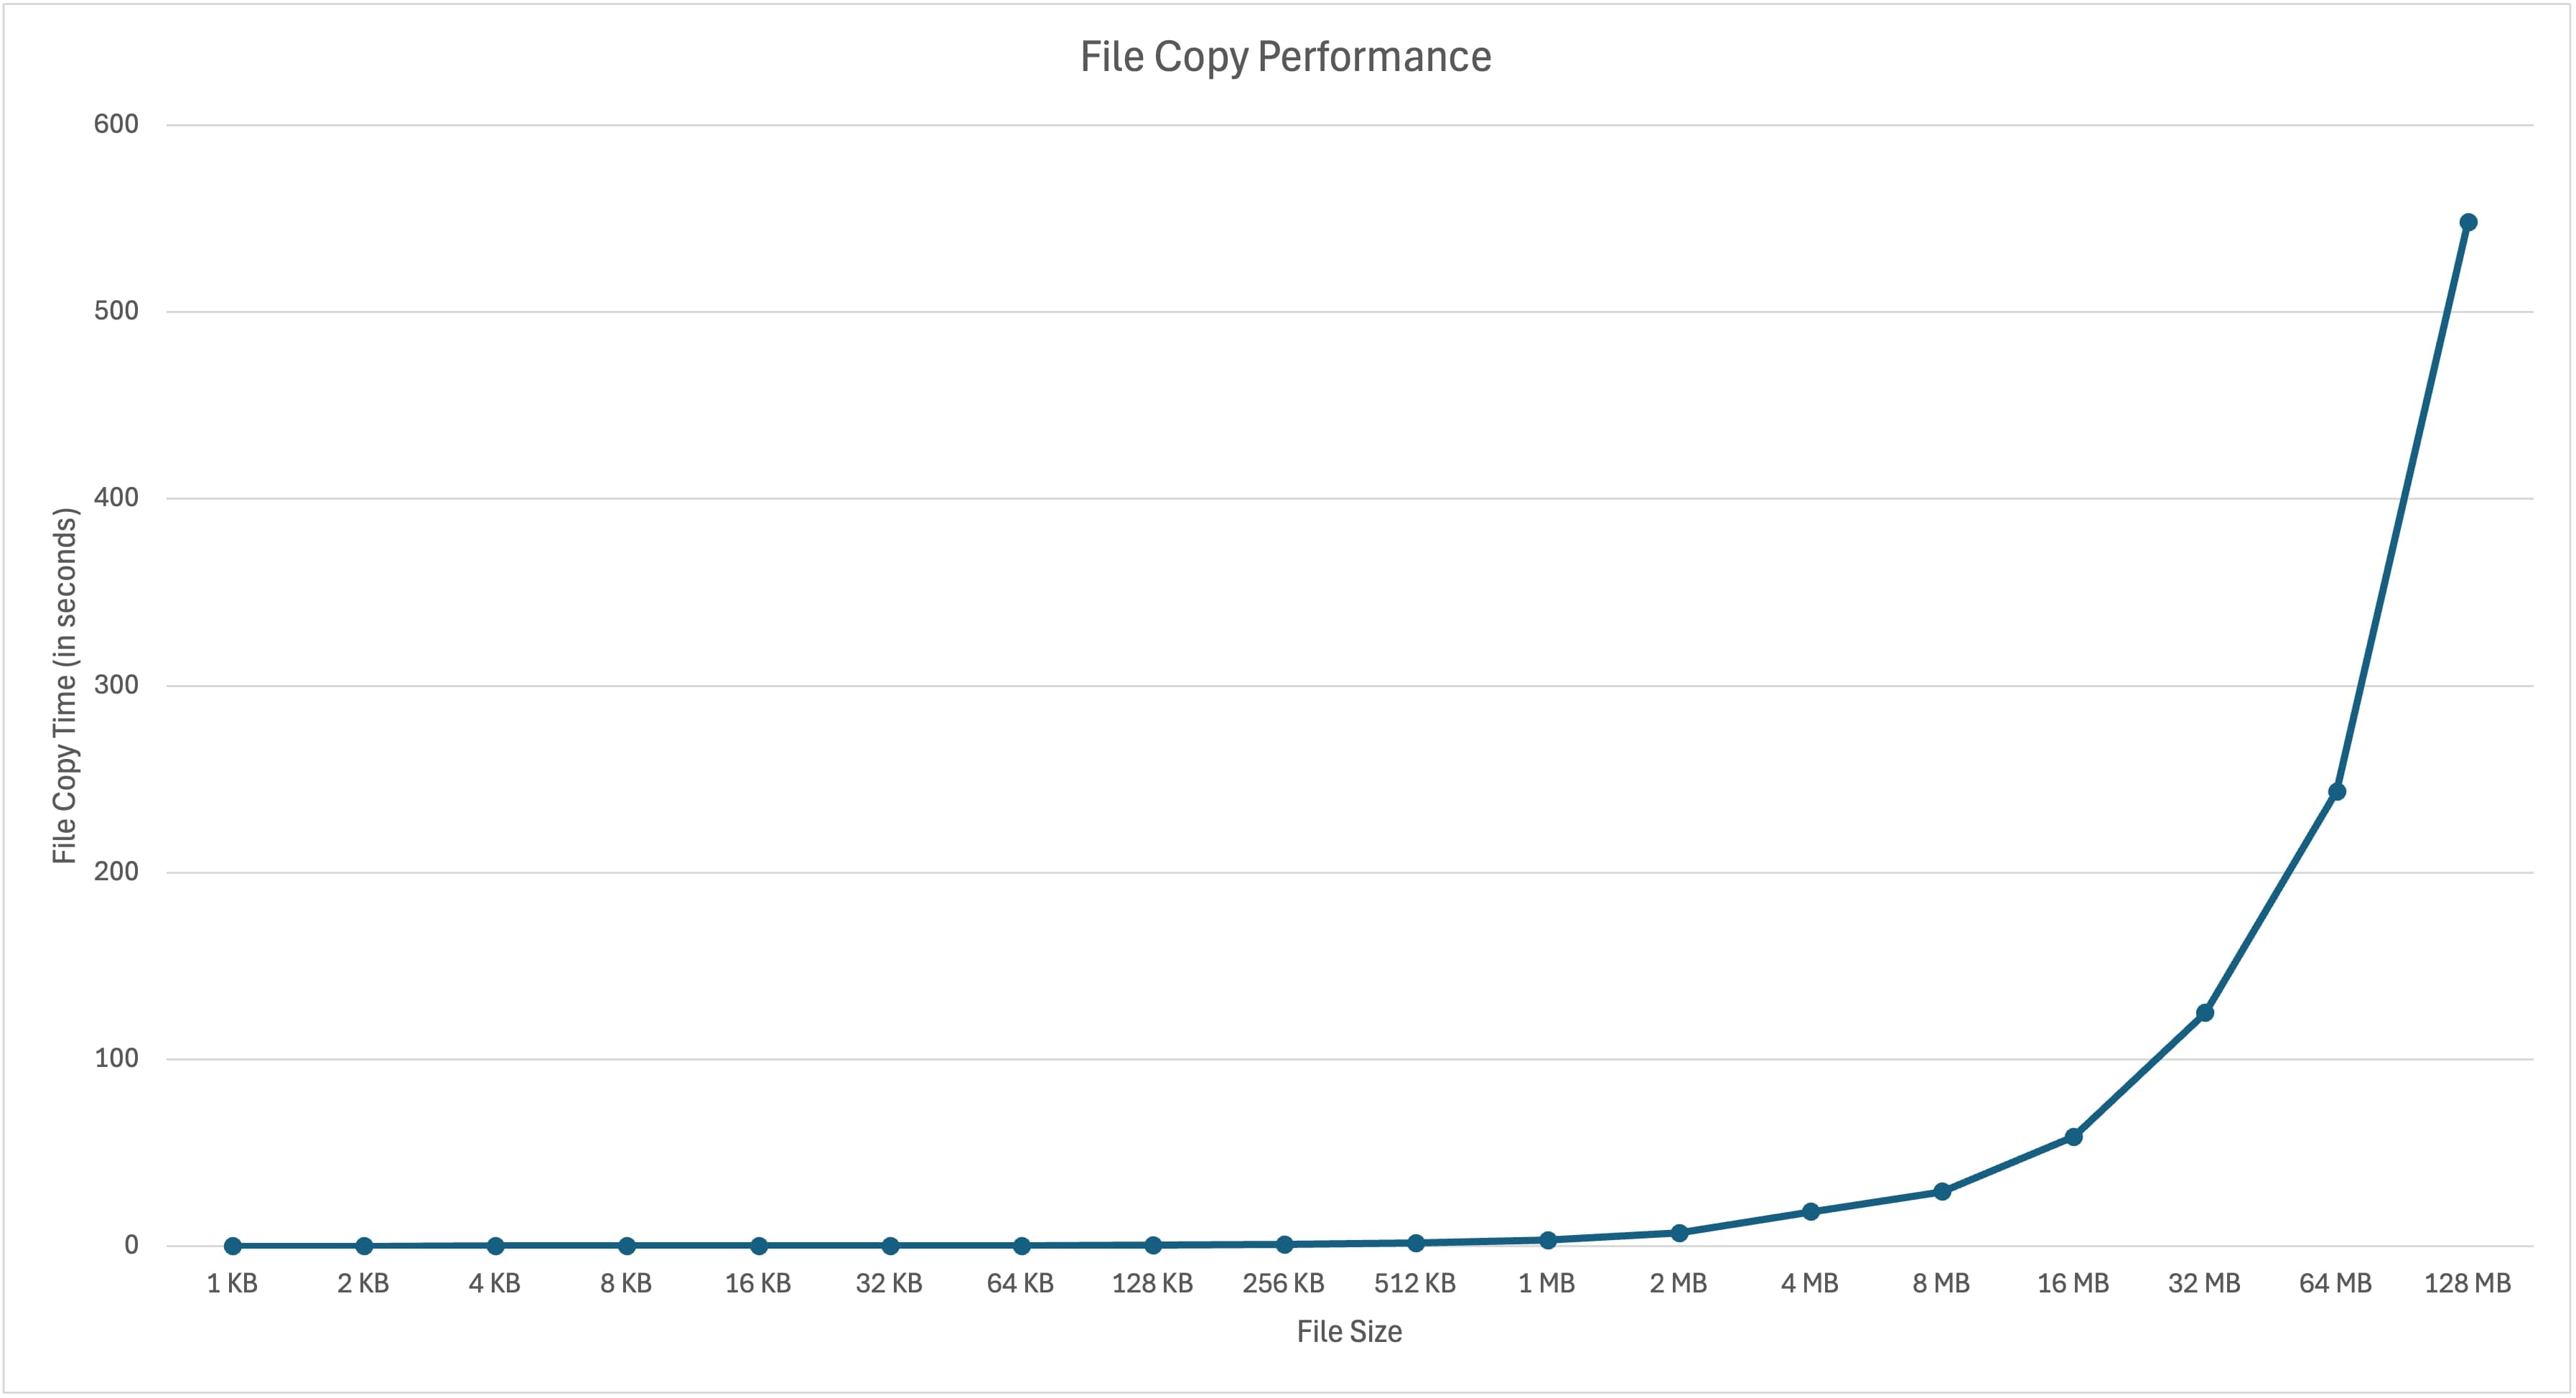 File Copy Performance
600
500
400
300
200
100
0
File Copy Time (in seconds)
1 KB 2 KB 4 KB 8 KB 16 KB 32 KB 64 KB 128 KB 256 KB 512 KB 1 MB 2 MB 4 MB 8 MB 16 MB 32 MB 64 MB 128 MB
File Size